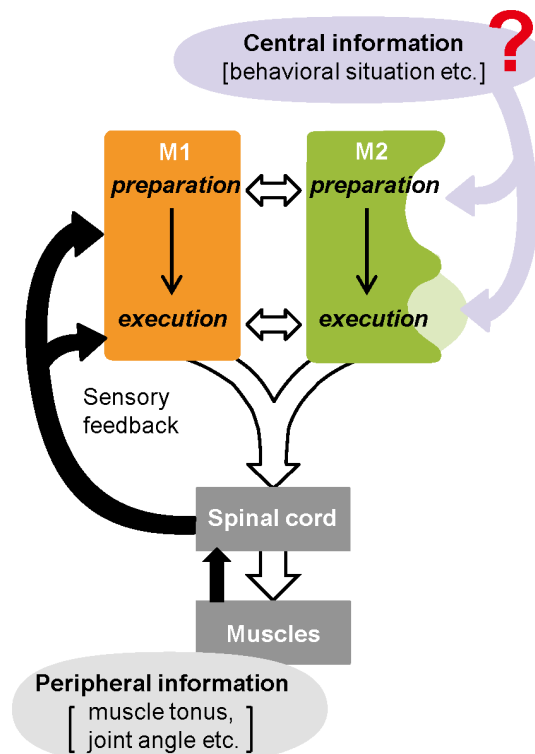 Central information
[behavioral situation etc.]
?
M1
M2
preparation
preparation
execution
execution
Sensory
feedback
Spinal cord
Muscles
Peripheral information
[ muscle tonus,
joint angle etc. ]